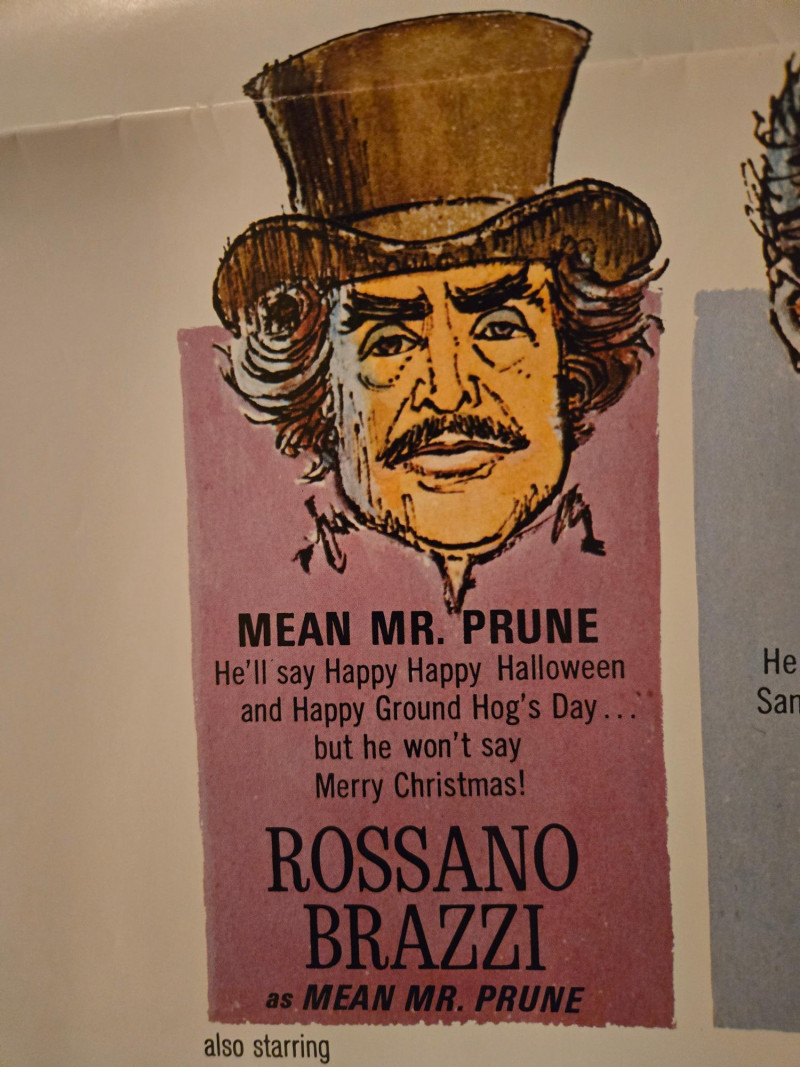 MEAN MR. PRUNE
He'll say Happy Happy Halloween
and Happy Ground Hog's Day...
but he won't say
Merry Christmas!
ROSSANO
BRAZZI
as MEAN MR. PRUNE
also starring
He
San